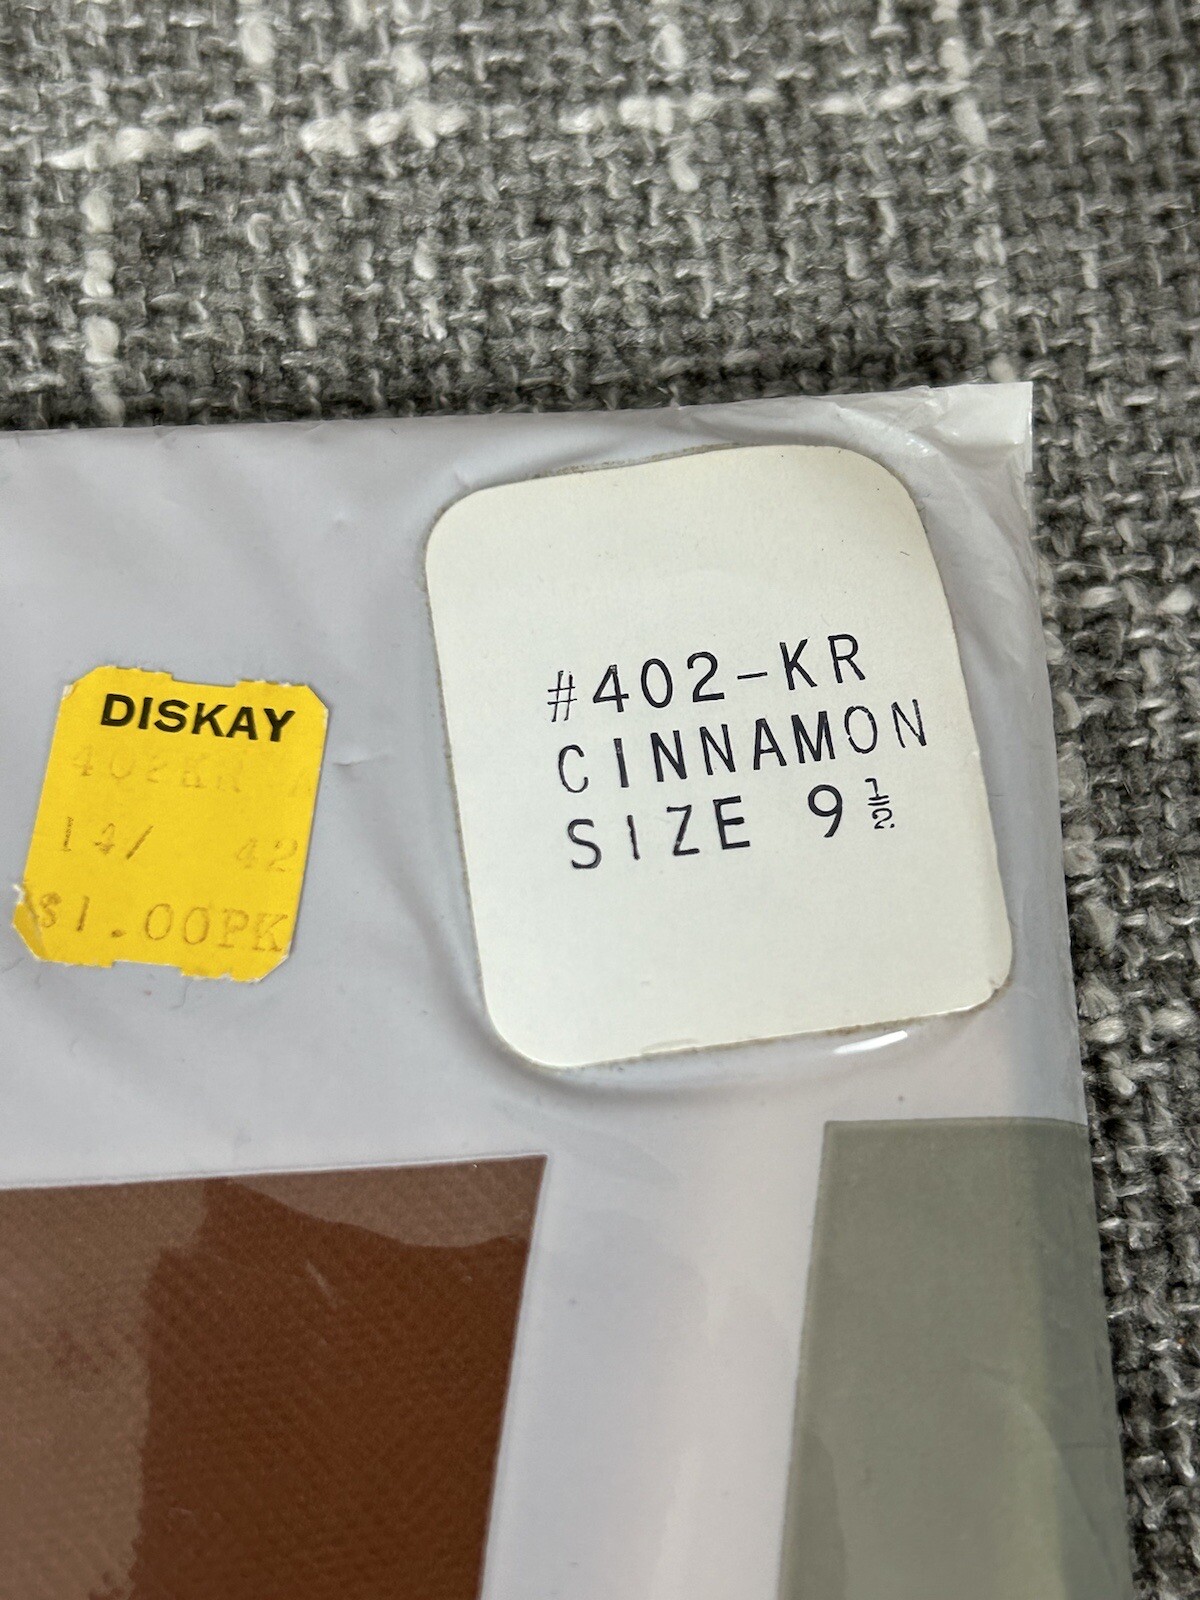 DISKAY
402KR
14/ 42
$1.00PK
#402-KR
CINNAMON
SIZE 9½